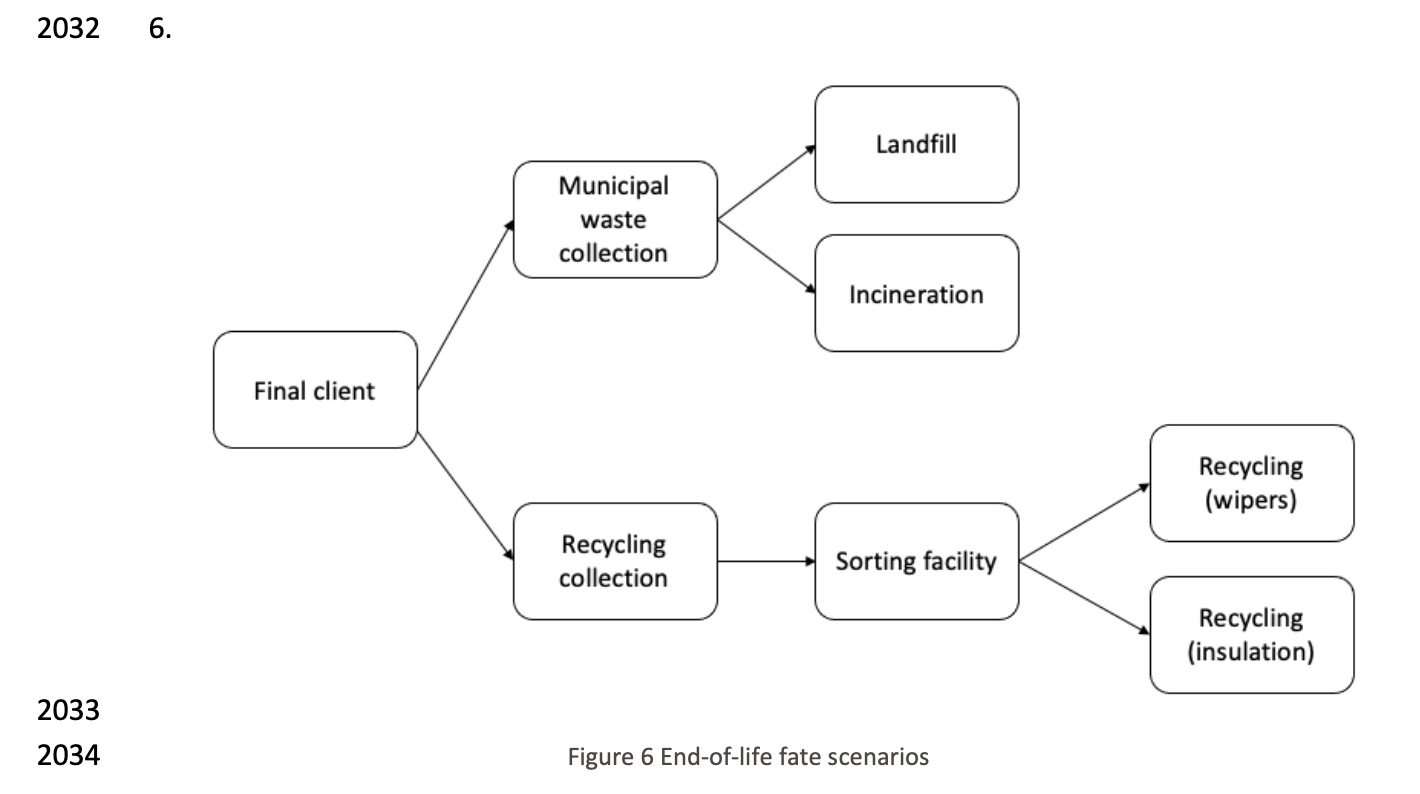 2032 6.
Landfill
Municipal
waste
collection
Incineration
Final client
Recycling
(wipers)
Recycling
collection
Sorting facility
Recycling
(insulation)
2033
2034 Figure 6 End-of-life fate scenarios